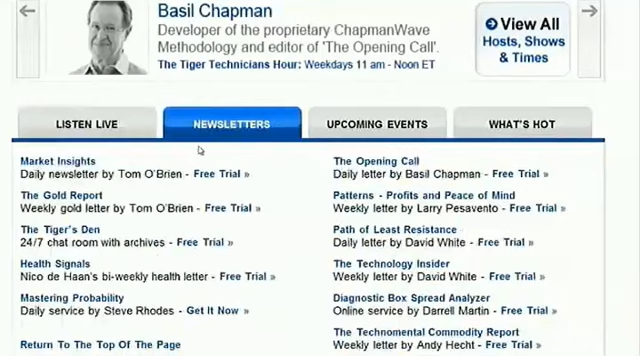 Basil Chapman
Developer of the proprietary ChapmanWave
Methodology and editor of 'The Opening Call'.
The Tiger Technicians Hour: Weekdays 11 am - Noon ET
View All
Hosts, Shows
& Times
LISTEN LIVE
NEWSLETTERS
UPCOMING EVENTS
WHAT'S HOT
Market Insights
Daily newsletter by Tom O'Brien - Free Trial »
The Gold Report
Weekly gold letter by Tom O'Brien - Free Trial »
The Tiger's Den
24/7 chat room with archives - Free Trial »
Health Signals
Nico de Haan's bi-weekly health letter - Free Trial »
Mastering Probability
Daily service by Steve Rhodes - Get It Now »
Return To The Top Of The Page
The Opening Call
Daily letter by Basil Chapman - Free Trial »
Patterns - Profits and Peace of Mind
Weekly letter by Larry Pesavento - Free Trial »
Path of Least Resistance
Daily letter by David White - Free Trial »
The Technology Insider
Weekly letter by David White - Free Trial »
Diagnostic Box Spread Analyzer
Online service by Darrell Martin - Free Trial »
The Technomental Commodity Report
Weekly letter by Andy Hecht - Free Trial »